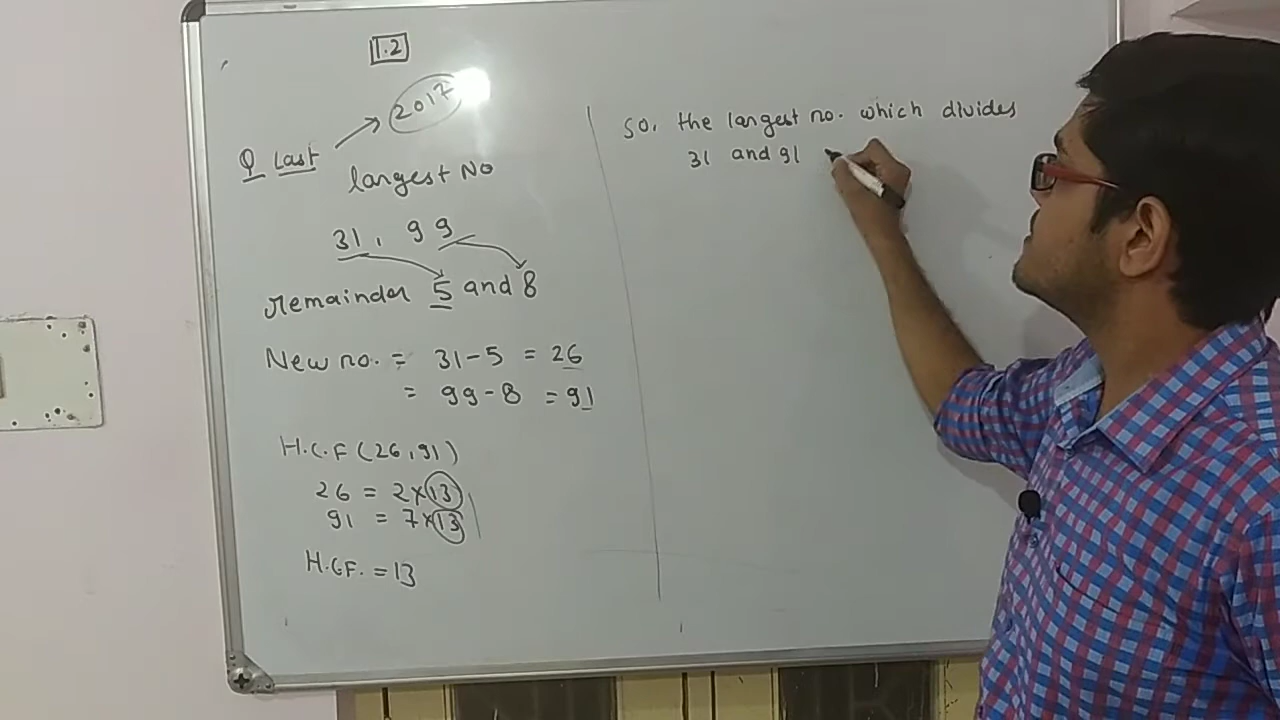 1.2
2017
Q Last
largest No
31, 99
remainder 5 and 8
New no. = 31-5 = 26
= 99-8 = 91
H.C.F (26,91)
26 = 2×13
91 = 7×13
H.C.F. = 13
so, the largest no. which divides
31 and 91